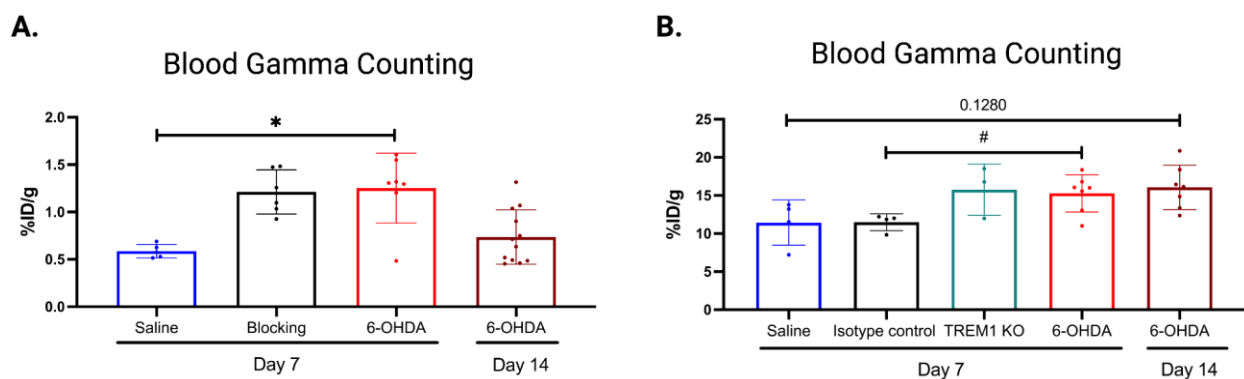 A.
Blood Gamma Counting
*
%ID/g
2.0
1.5
1.0
0.5
0.0
Saline Blocking 6-OHDA 6-OHDA
Day 7 Day 14
B.
Blood Gamma Counting
0.1280
#
%ID/g
25
20
15
10
5
0
Saline Isotype control TREM1 KO 6-OHDA 6-OHDA
Day 7 Day 14